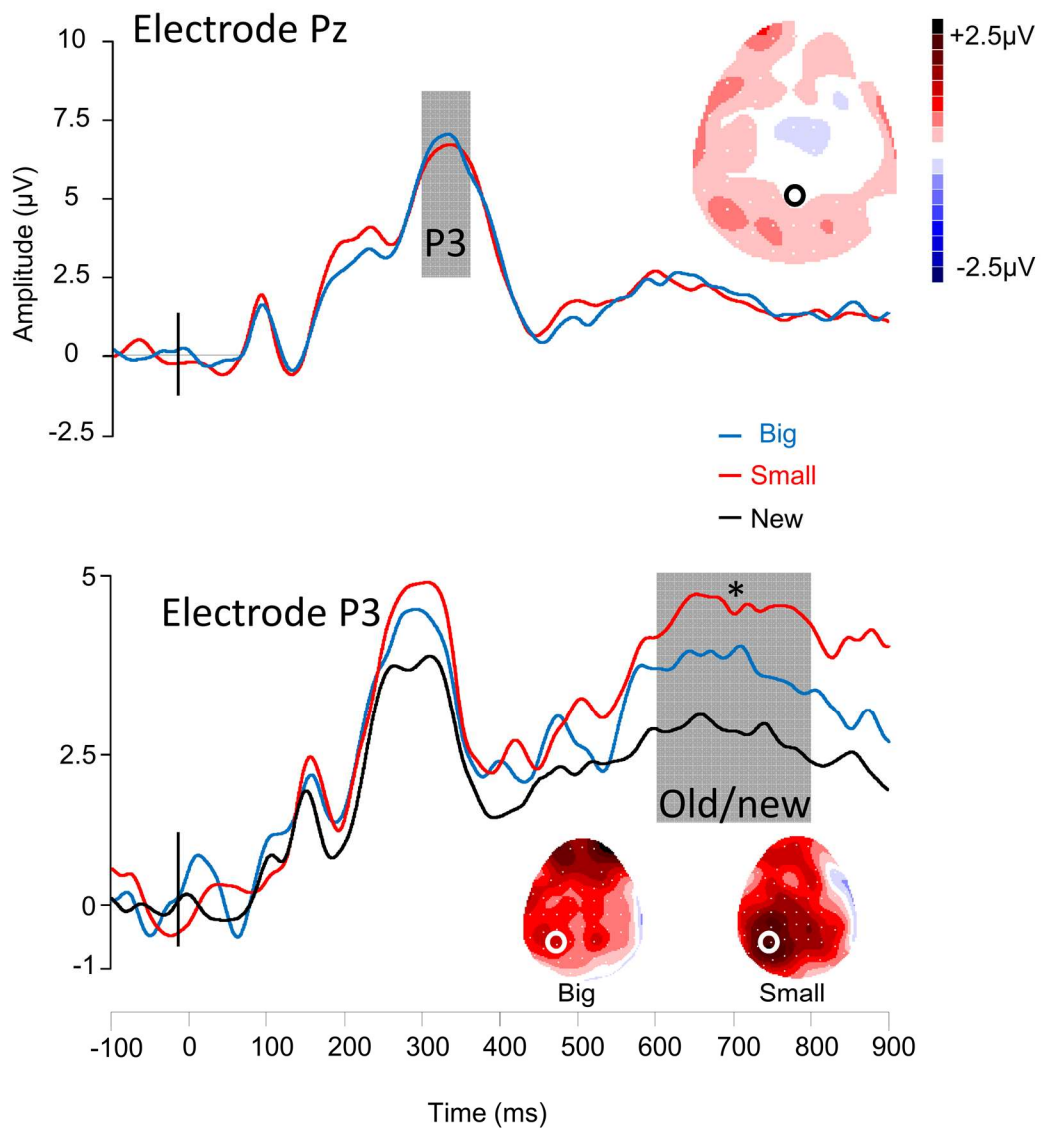 Electrode Pz
Amplitude (µV)
10
7.5
5
2.5
0
-2.5
P3
+2.5µV
-2.5µV
Big
Small
New
Electrode P3
5
2.5
0
-1
*
Old/new
Big
Small
-100 0 100 200 300 400 500 600 700 800 900
Time (ms)